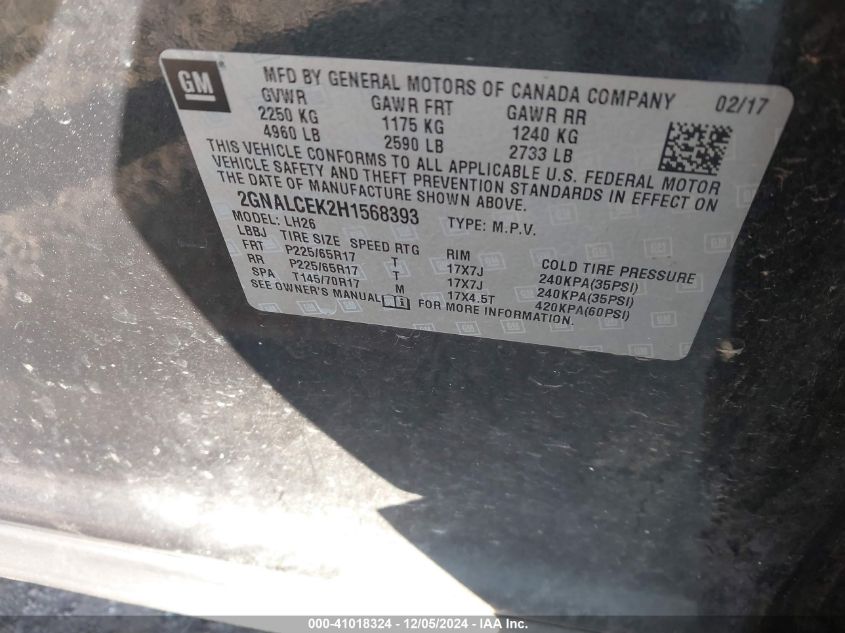 GM
MFD BY GENERAL MOTORS OF CANADA COMPANY 02/17
GVWR GAWR FRT GAWR RR
2250 KG 1175 KG 1240 KG
4960 LB 2590 LB 2733 LB
THIS VEHICLE CONFORMS TO ALL APPLICABLE U.S. FEDERAL MOTOR
VEHICLE SAFETY AND THEFT PREVENTION STANDARDS IN EFFECT ON
THE DATE OF MANUFACTURE SHOWN ABOVE.
2GNALCEK2H1568393 TYPE: M.P.V.
MODEL: LH26
LBBJ TIRE SIZE SPEED RTG RIM COLD TIRE PRESSURE
FRT P225/65R17 T 17X7J 240KPA(35PSI)
RR P225/65R17 T 17X7J 240KPA(35PSI)
SPA T145/70R17 M 17X4.5T 420KPA(60PSI)
SEE OWNER'S MANUAL i FOR MORE INFORMATION.
000-41018324 - 12/05/2024 - IAA Inc.